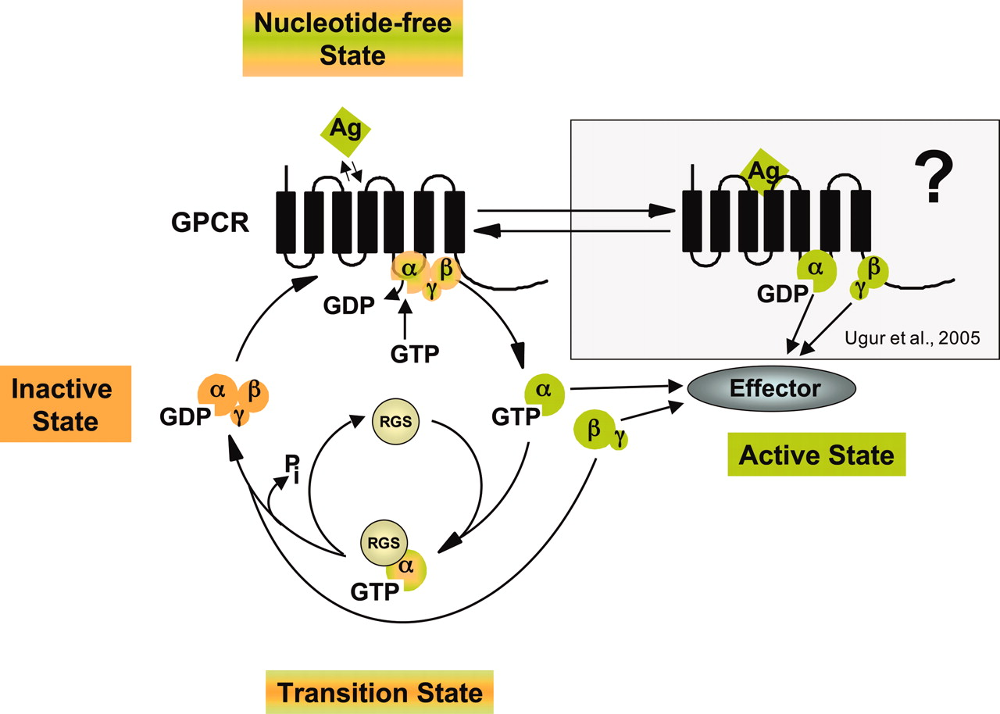 Nucleotide-free
State
Ag
GPCR
α
β
γ
GDP
GTP
?
Ag
α
β
γ
GDP
Ugur et al., 2005
Inactive
State
α
β
γ
GDP
RGS
α
GTP
β
γ
Effector
Active State
Pi
RGS
α
GTP
Transition State